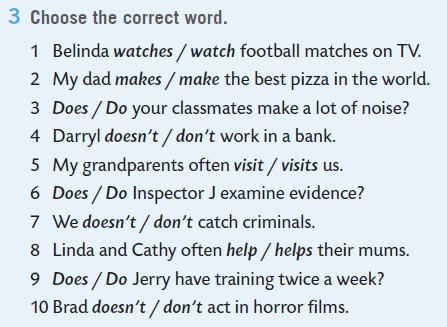 3 Choose the correct word.
1 Belinda watches / watch football matches on TV.
2 My dad makes / make the best pizza in the world.
3 Does / Do your classmates make a lot of noise?
4 Darryl doesn't / don't work in a bank.
5 My grandparents often visit / visits us.
6 Does / Do Inspector J examine evidence?
7 We doesn't / don't catch criminals.
8 Linda and Cathy often help / helps their mums.
9 Does / Do Jerry have training twice a week?
10 Brad doesn't / don't act in horror films.